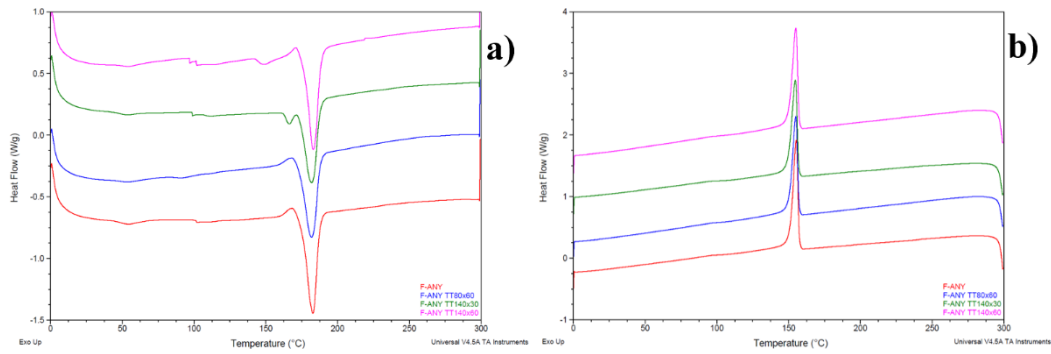 a)
1.0
0.5
0.0
-0.5
-1.0
-1.5
Heat Flow (W/g)
F-ANY
F-ANY TT80x60
F-ANY TT140x30
F-ANY TT140x60
0
50
100
150
200
250
300
Exo Up
Temperature (°C)
Universal V4.5A TA Instruments
b)
4
3
2
1
0
-1
Heat Flow (W/g)
F-ANY
F-ANY TT80x60
F-ANY TT140x30
F-ANY TT140x60
0
50
100
150
200
250
300
Exo Up
Temperature (°C)
Universal V4.5A TA Instruments